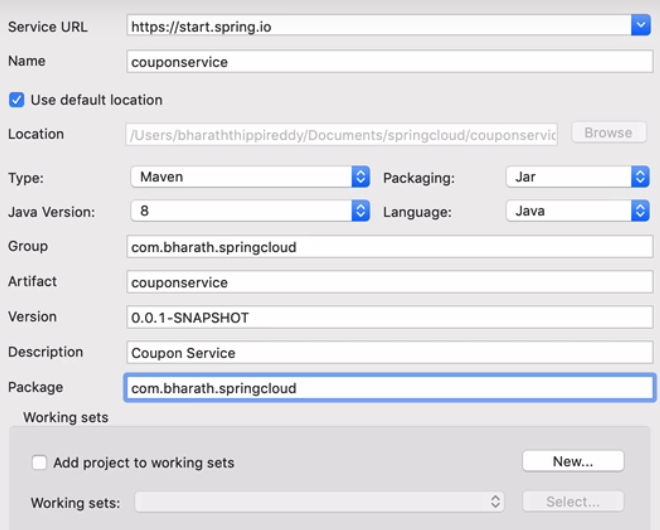 Service URL https://start.spring.io
Name couponservice
Use default location
Location /Users/bharaththippireddy/Documents/springcloud/couponservic Browse
Type: Maven Packaging: Jar
Java Version: 8 Language: Java
Group com.bharath.springcloud
Artifact couponservice
Version 0.0.1-SNAPSHOT
Description Coupon Service
Package com.bharath.springcloud
Working sets
Add project to working sets New...
Working sets: Select...